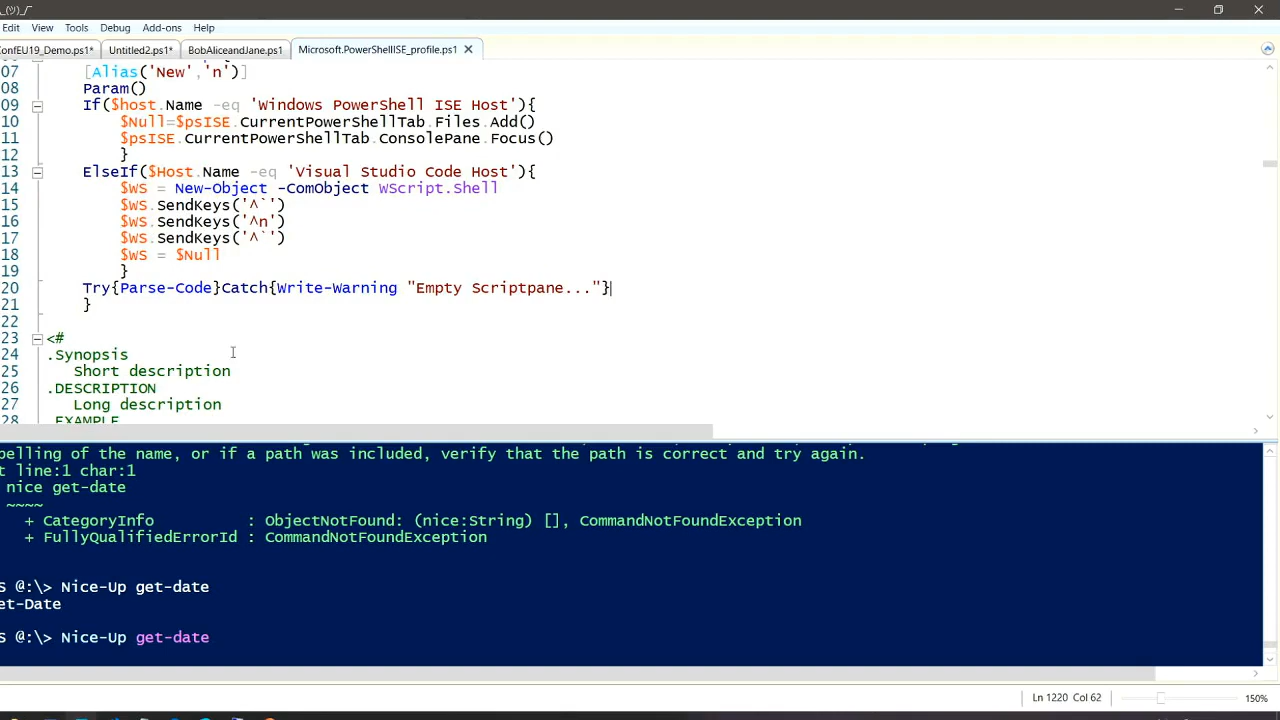 _(ツ)_/
Edit View Tools Debug Add-ons Help
onfEU19_Demo.ps1* Untitled2.ps1* BobAliceandJane.ps1 Microsoft.PowerShellISE_profile.ps1
07 [Alias('New','n')]
08 Param()
09 If($host.Name -eq 'Windows PowerShell ISE Host'){
10 $Null=$psISE.CurrentPowerShellTab.Files.Add()
11 $psISE.CurrentPowerShellTab.ConsolePane.Focus()
12 }
13 ElseIf($Host.Name -eq 'Visual Studio Code Host'){
14 $WS = New-Object -ComObject WScript.Shell
15 $WS.SendKeys('^`')
16 $WS.SendKeys('^n')
17 $WS.SendKeys('^`')
18 $WS = $Null
19 }
20 Try{Parse-Code}Catch{Write-Warning "Empty Scriptpane..."}
21 }
22
23 <#
24 .Synopsis
25 Short description
26 .DESCRIPTION
27 Long description
28 .EXAMPLE
pelling of the name, or if a path was included, verify that the path is correct and try again.
t line:1 char:1
nice get-date
~~~~
+ CategoryInfo : ObjectNotFound: (nice:String) [], CommandNotFoundException
+ FullyQualifiedErrorId : CommandNotFoundException
S @:\> Nice-Up get-date
et-Date
S @:\> Nice-Up get-date
Ln 1220 Col 62 150%